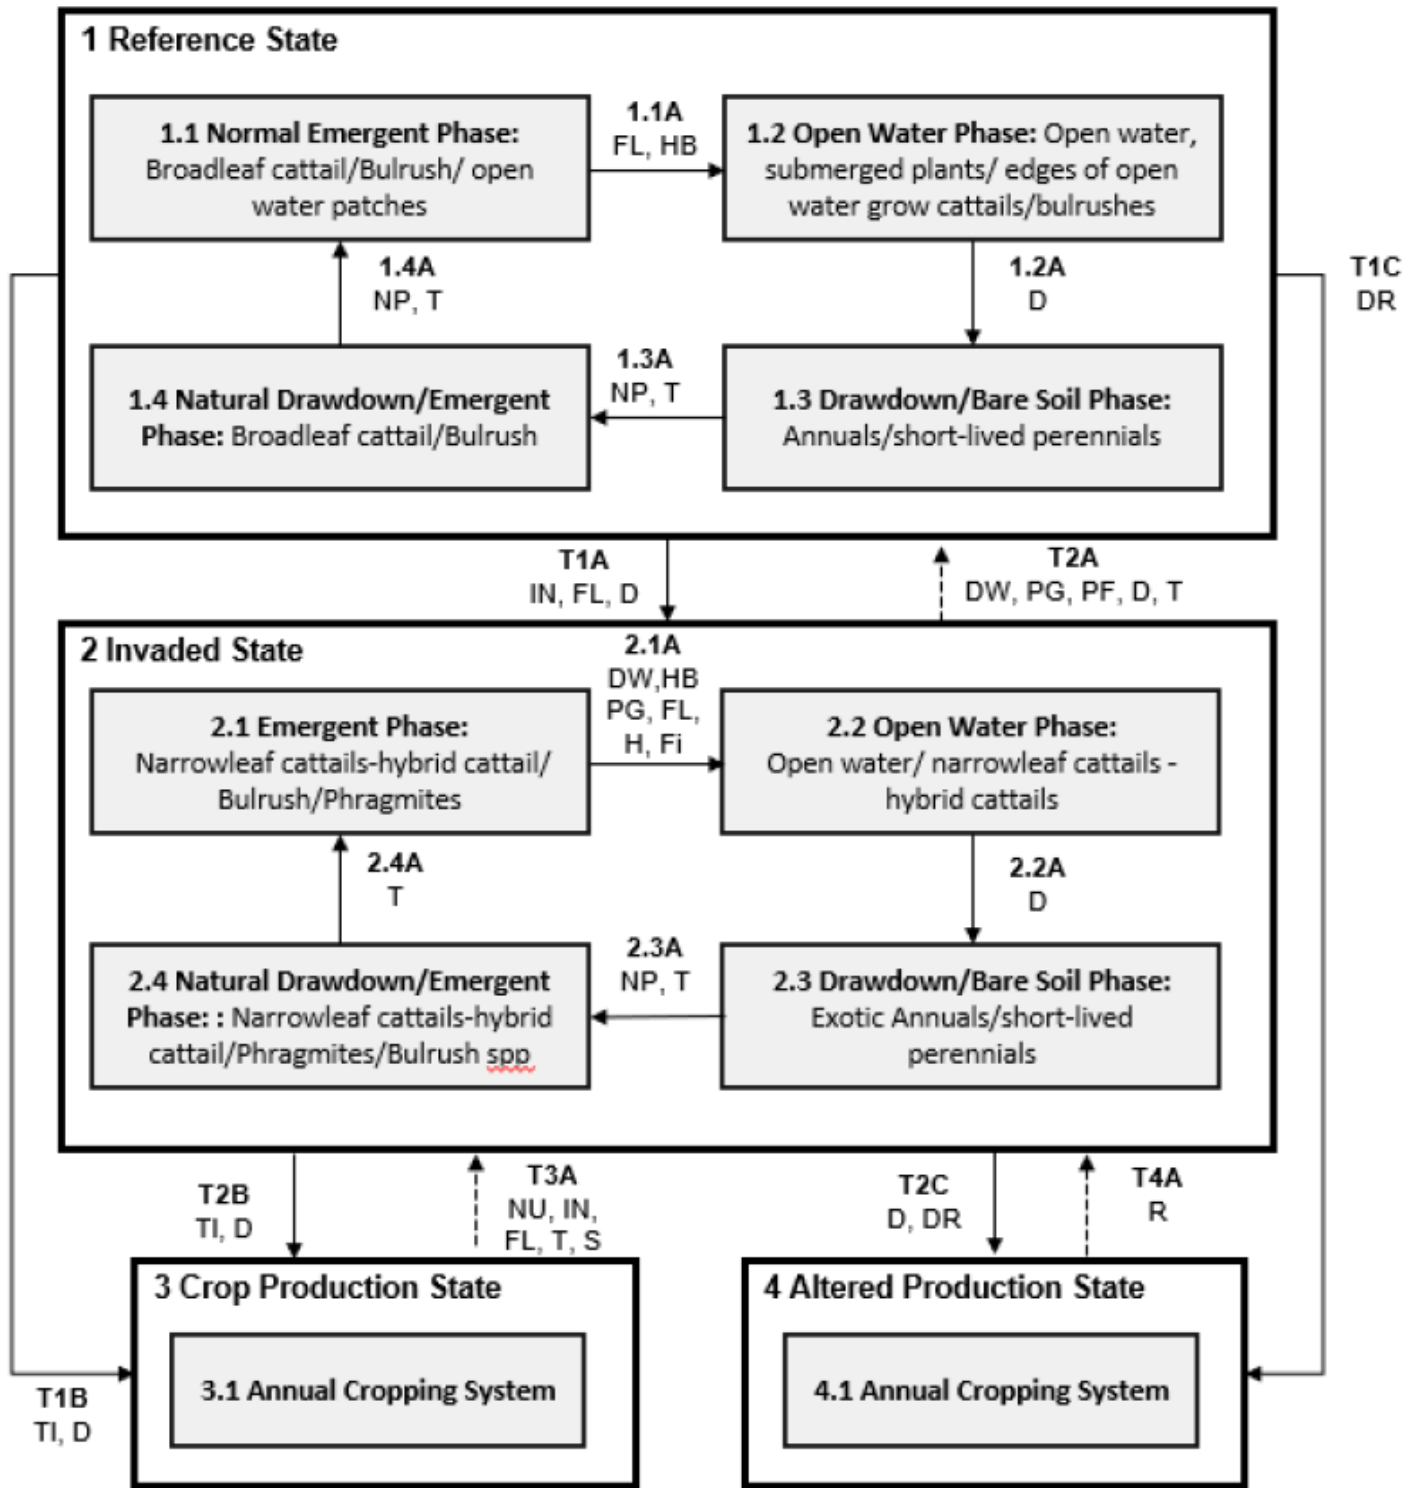 1 Reference State
1.1 Normal Emergent Phase:
Broadleaf cattail/Bulrush/ open
water patches
1.1A
FL, HB
1.2 Open Water Phase: Open water,
submerged plants/ edges of open
water grow cattails/bulrushes
1.4A
NP, T
1.2A
D
T1C
DR
1.4 Natural Drawdown/Emergent
Phase: Broadleaf cattail/Bulrush
1.3A
NP, T
1.3 Drawdown/Bare Soil Phase:
Annuals/short-lived perennials
T1A
IN, FL, D
T2A
DW, PG, PF, D, T
2 Invaded State
2.1 Emergent Phase:
Narrowleaf cattails-hybrid cattail/
Bulrush/Phragmites
2.1A
DW,HB
PG, FL,
H, Fi
2.2 Open Water Phase:
Open water/ narrowleaf cattails -
hybrid cattails
2.4A
T
2.2A
D
2.4 Natural Drawdown/Emergent
Phase: : Narrowleaf cattails-hybrid
cattail/Phragmites/Bulrush spp
2.3A
NP, T
2.3 Drawdown/Bare Soil Phase:
Exotic Annuals/short-lived
perennials
T2B
TI, D
T3A
NU, IN,
FL, T, S
T2C
D, DR
T4A
R
3 Crop Production State
3.1 Annual Cropping System
4 Altered Production State
4.1 Annual Cropping System
T1B
TI, D